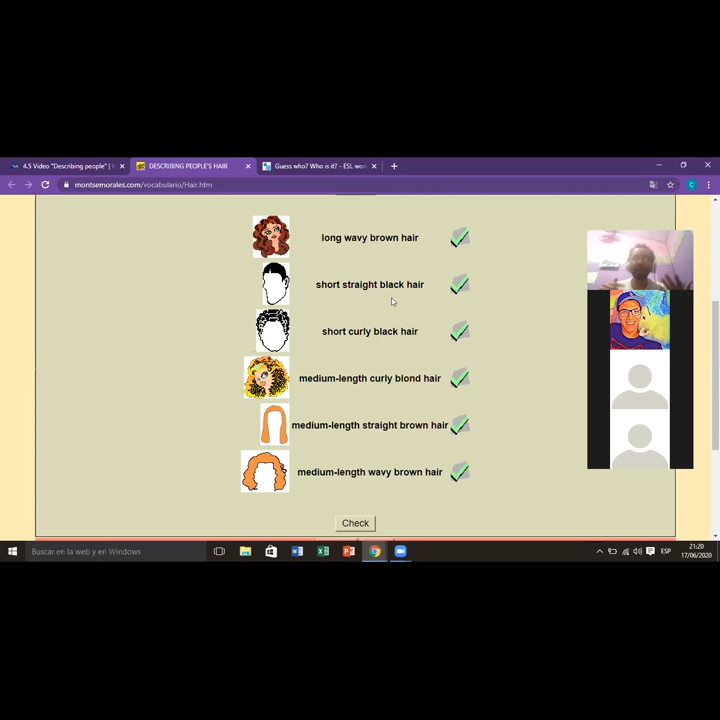 4.5 Video "Describing people" |
DESCRIBING PEOPLE'S HAIR
Guess who? Who is it? - ESL wor
montsemorales.com/vocabulario/Hair.htm
C
long wavy brown hair
short straight black hair
short curly black hair
medium-length curly blond hair
medium-length straight brown hair
medium-length wavy brown hair
Check
Buscar en la web y en Windows
ESP
21:20
17/06/2020